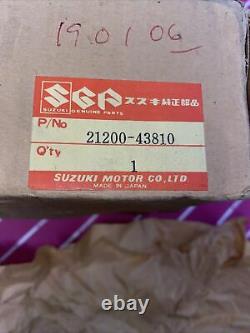 19.01.06
SGP スズキ純正部品
SUZUKI GENUINE PARTS
P/No 21200-43810
Q'ty 1
SUZUKI MOTOR CO.,LTD.
MADE IN JAPAN